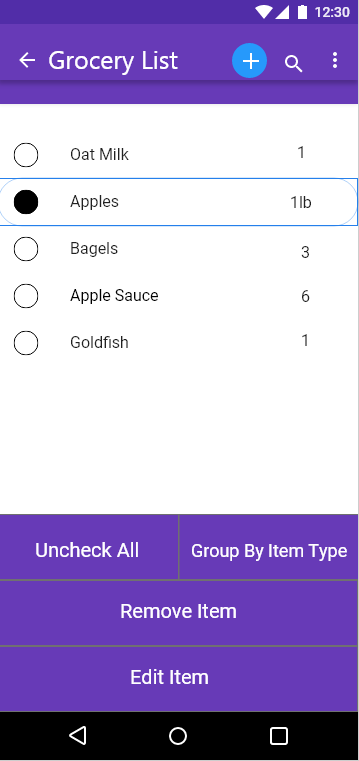 12:30
Grocery List
Oat Milk 1
Apples 1lb
Bagels 3
Apple Sauce 6
Goldfish 1
Uncheck All Group By Item Type
Remove Item
Edit Item